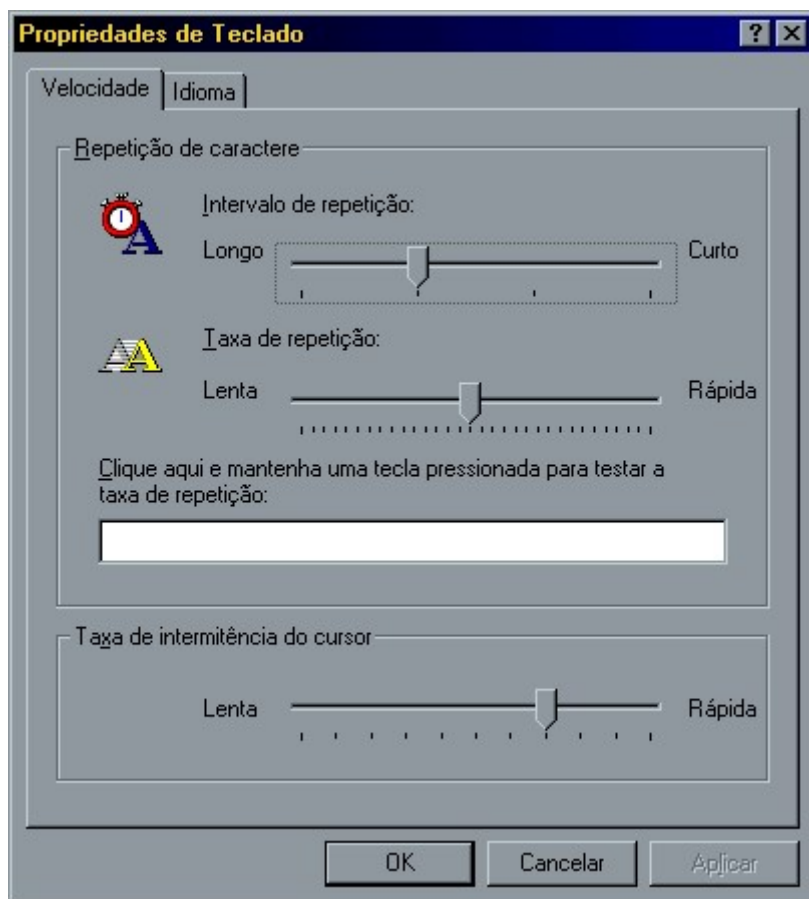 Propriedades de Teclado
Velocidade Idioma
Repetição de caractere
Intervalo de repetição:
Longo Curto
Taxa de repetição:
Lenta Rápida
Clique aqui e mantenha uma tecla pressionada para testar a
taxa de repetição:
Taxa de intermitência do cursor
Lenta Rápida
OK Cancelar Aplicar